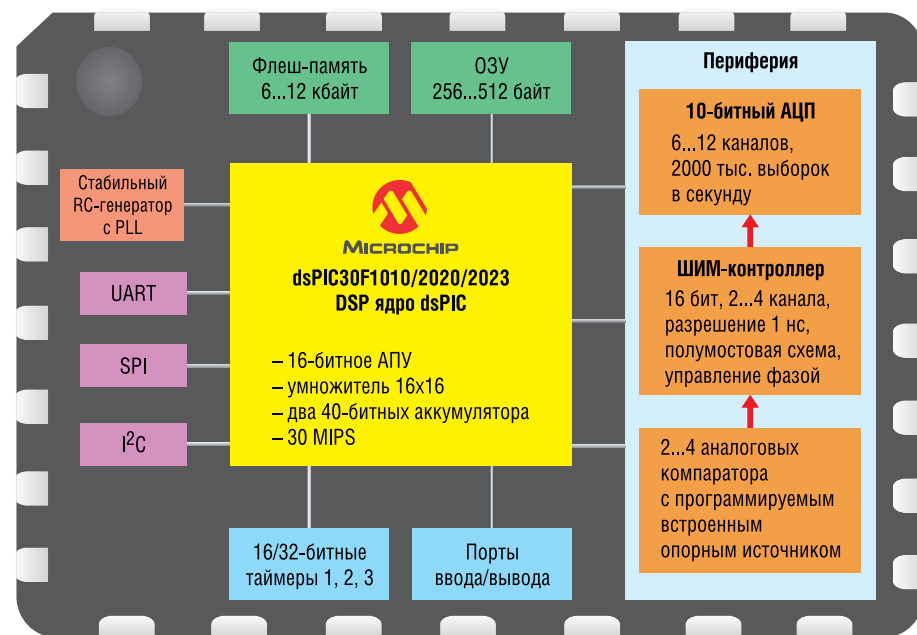 Флеш-память
6...12 кбайт
ОЗУ
256...512 байт
Периферия
10-битный АЦП
6...12 каналов,
2000 тыс. выборок
в секунду
Стабильный
RC-генератор
с PLL
MICROCHIP
dsPIC30F1010/2020/2023
DSP ядро dsPIC
– 16-битное АПУ
– умножитель 16x16
– два 40-битных аккумулятора
– 30 MIPS
UART
SPI
I²C
ШИМ-контроллер
16 бит, 2...4 канала,
разрешение 1 нс,
полумостовая схема,
управление фазой
2...4 аналоговых
компаратора
с программируемым
встроенным
опорным источником
16/32-битные
таймеры 1, 2, 3
Порты
ввода/вывода